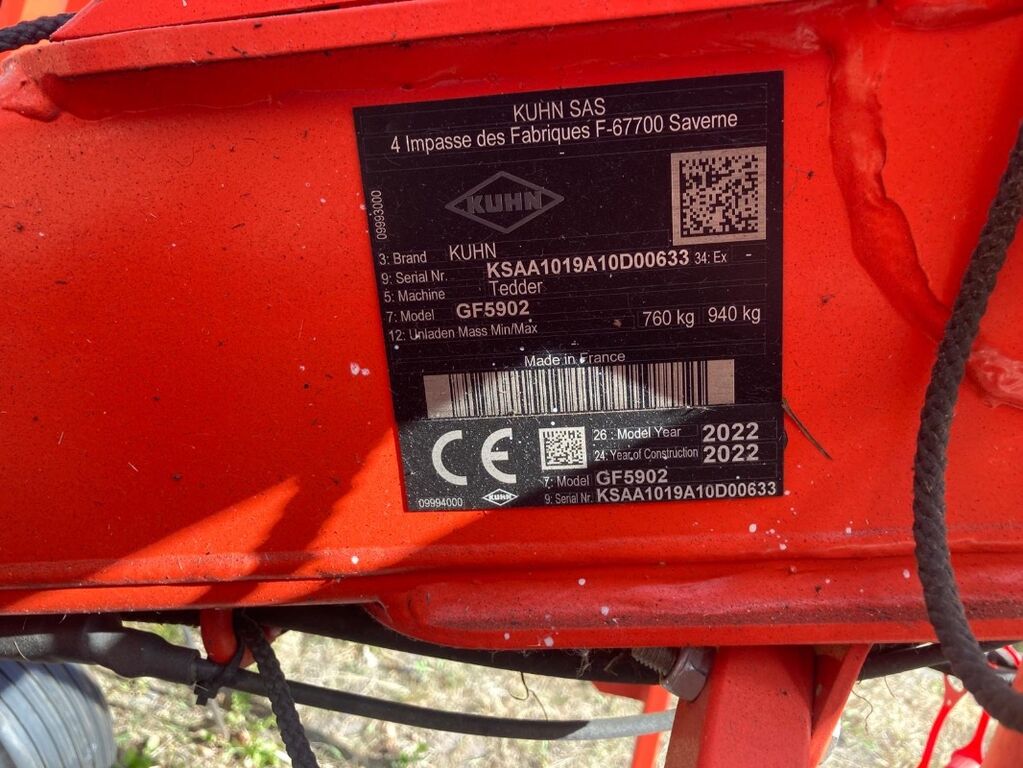 KUHN SAS
4 Impasse des Fabriques F-67700 Saverne
KUHN
09993000
3: Brand KUHN
9: Serial Nr. KSAA1019A10D00633 34: Ex -
5: Machine Tedder
7: Model GF5902
12: Unladen Mass Min/Max 760 kg 940 kg
Made in France
CE
26 : Model Year 2022
24: Year of Construction 2022
7: Model GF5902
9: Serial Nr. KSAA1019A10D00633
09994000
KUHN